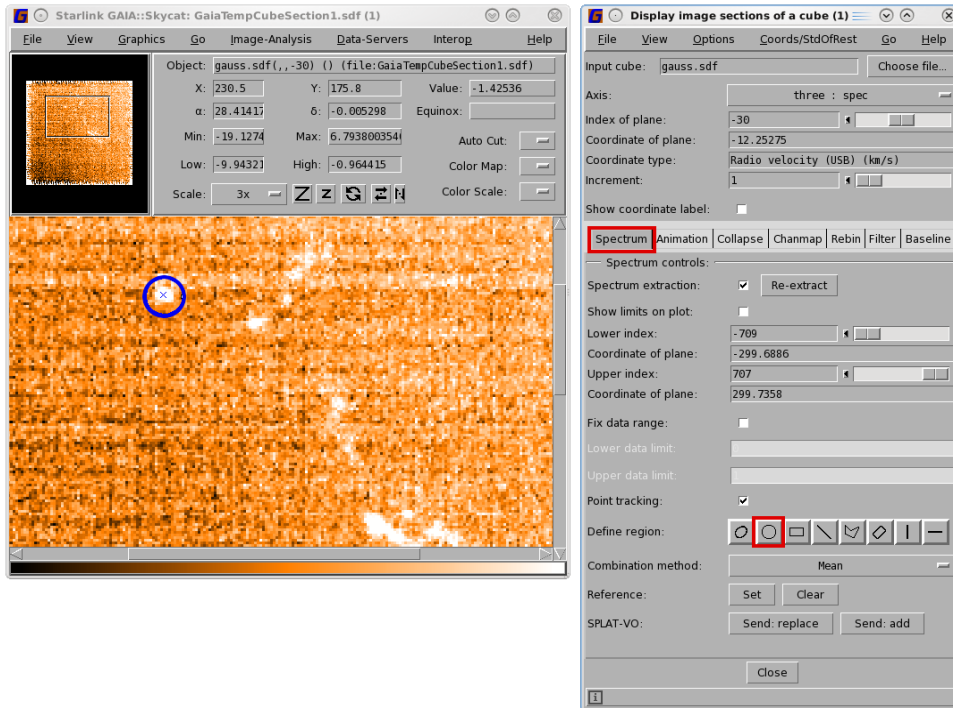 Starlink GAIA::Skycat: GaiaTempCubeSection1.sdf (1)
File View Graphics Go Image-Analysis Data-Servers Interop Help
Object: gauss.sdf(,,-30) () (file:GaiaTempCubeSection1.sdf)
X: 230.5 Y: 175.8 Value: -1.42536
α: 28.41417 δ: -0.005298 Equinox:
Min: -19.1274 Max: 6.7938003540 Auto Cut:
Low: -9.94321 High: -0.964415 Color Map:
Scale: 3x Z z Color Scale:
Display image sections of a cube (1)
File View Options Coords/StdOfRest Go Help
Input cube: gauss.sdf Choose file...
Axis: three : spec
Index of plane: -30
Coordinate of plane: -12.25275
Coordinate type: Radio velocity (USB) (km/s)
Increment: 1
Show coordinate label:
Spectrum Animation Collapse Chanmap Rebin Filter Baseline
Spectrum controls:
Spectrum extraction: Re-extract
Show limits on plot:
Lower index: -709
Coordinate of plane: -299.6886
Upper index: 707
Coordinate of plane: 299.7358
Fix data range:
Lower data limit:
Upper data limit:
Point tracking:
Define region:
Combination method: Mean
Reference: Set Clear
SPLAT-VO: Send: replace Send: add
Close